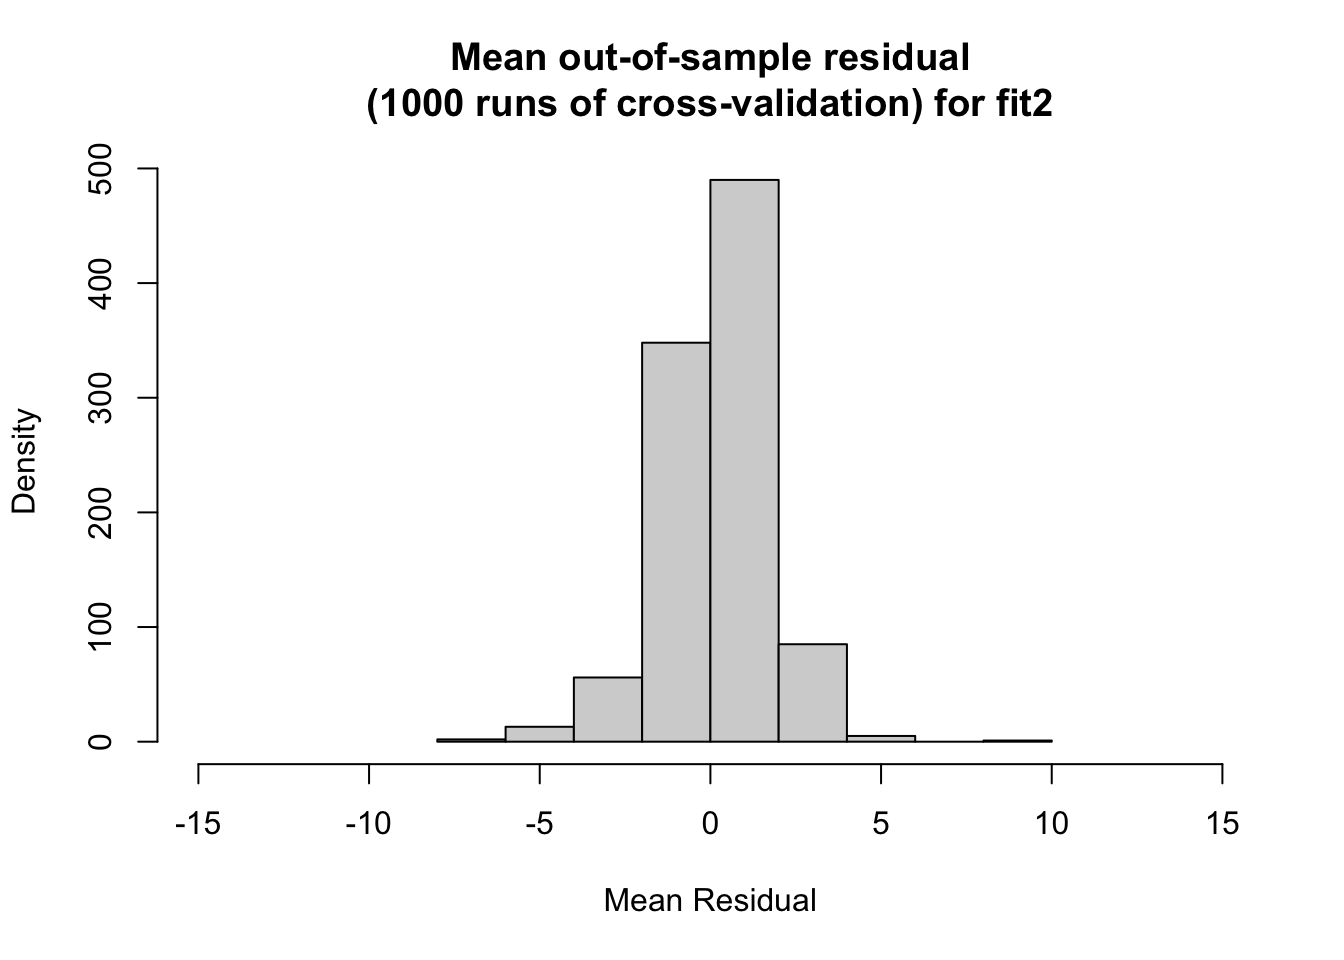 Mean out-of-sample residual
(1000 runs of cross-validation) for fit2
500
400
300
200
100
0
Density
-15 -10 -5 0 5 10 15
Mean Residual